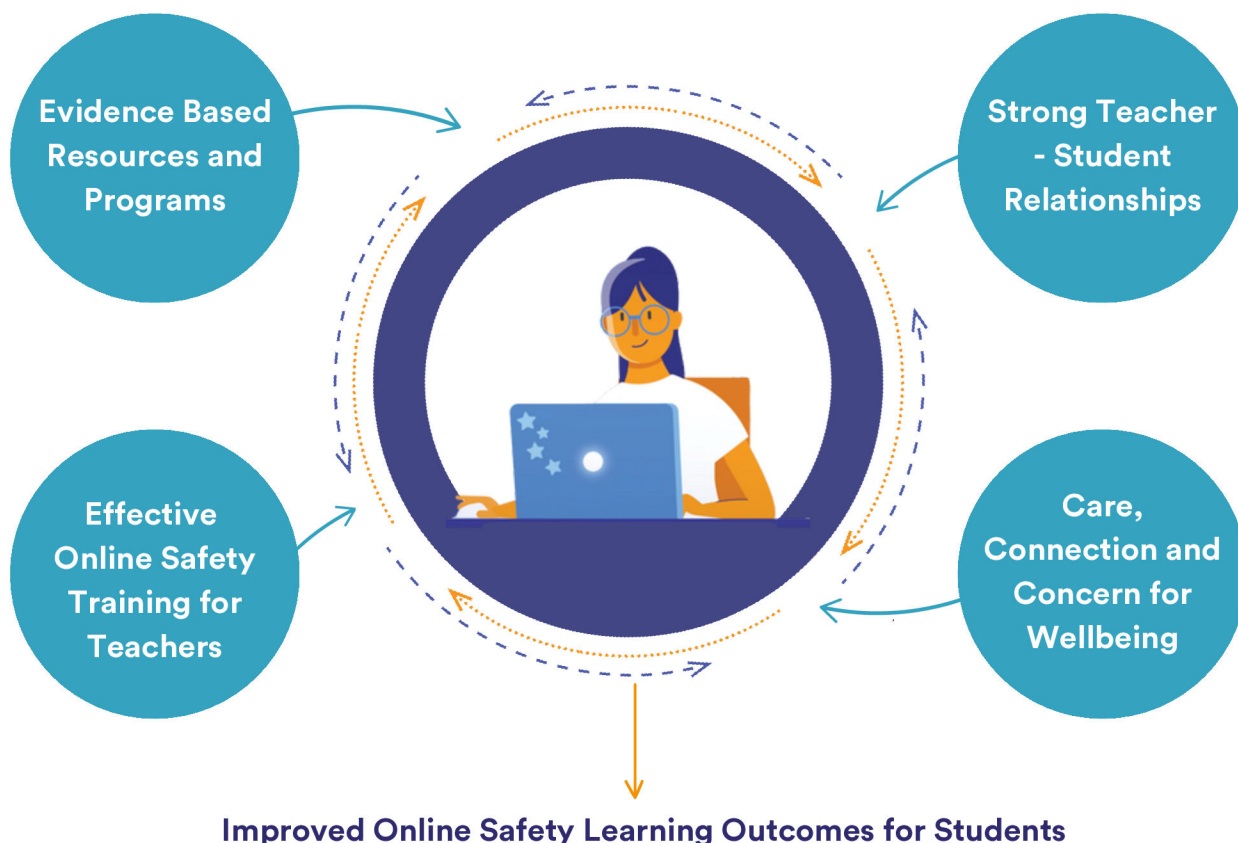 Evidence Based
Resources and
Programs
Strong Teacher
- Student
Relationships
Effective
Online Safety
Training for
Teachers
Care,
Connection and
Concern for
Wellbeing
Improved Online Safety Learning Outcomes for Students